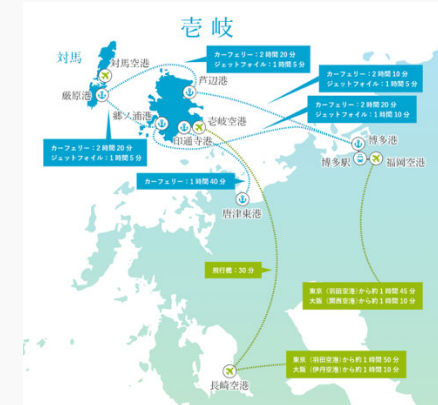 壱岐
対馬
対馬空港
厳原港
芦辺港
郷ノ浦港
印通寺港
壱岐空港
博多港
博多駅
福岡空港
唐津東港
長崎空港
カーフェリー：2時間20分
ジェットフォイル：1時間5分
カーフェリー：2時間10分
ジェットフォイル：1時間5分
カーフェリー：2時間20分
ジェットフォイル：1時間10分
カーフェリー：2時間20分
ジェットフォイル：1時間5分
カーフェリー：1時間40分
飛行機：30分
東京（羽田空港）から約1時間45分
大阪（関西空港）から約1時間10分
東京（羽田空港）から約1時間50分
大阪（伊丹空港）から約1時間10分